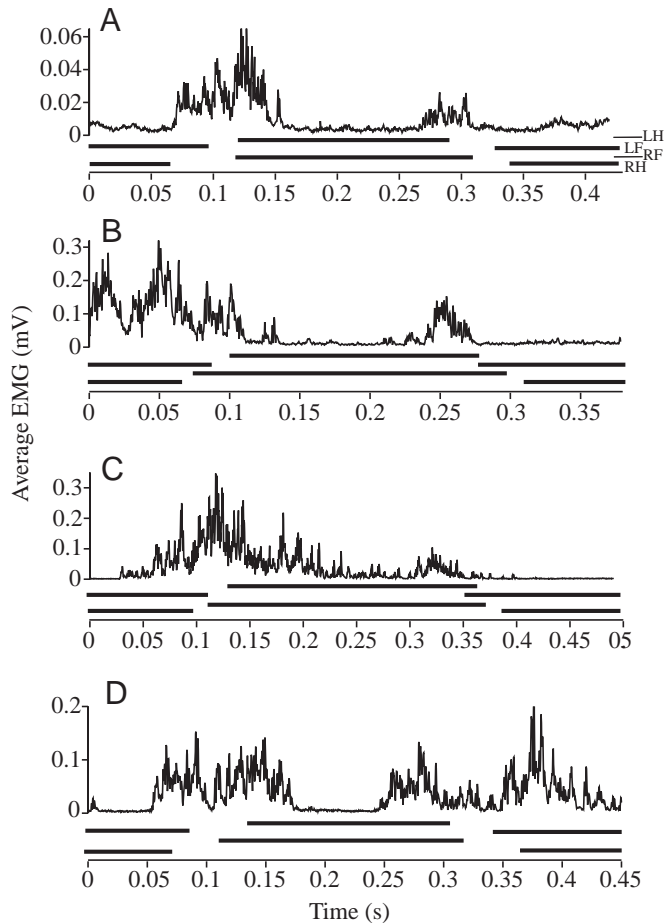 A
0.06
0.04
0.02
0
LH
LF
RF
RH
0 0.05 0.1 0.15 0.2 0.25 0.3 0.35 0.4
B
0.3
0.2
0.1
0
0 0.05 0.1 0.15 0.2 0.25 0.3 0.35
Average EMG (mV)
C
0.3
0.2
0.1
0
0 0.05 0.1 0.15 0.2 0.25 0.3 0.35 0.4 0.45 05
D
0.2
0.1
0
0 0.05 0.1 0.15 0.2 0.25 0.3 0.35 0.4 0.45
Time (s)